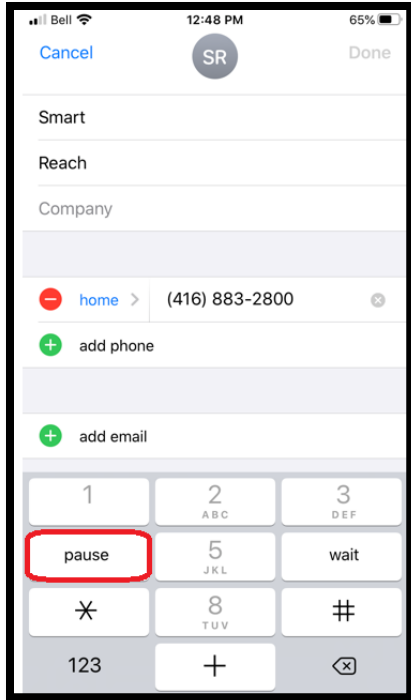 Bell 12:48 PM 65%
Cancel SR Done
Smart
Reach
Company
home (416) 883-2800
add phone
add email
1 2 3
ABC DEF
pause 5 wait
JKL
8 #
TUV
123 +